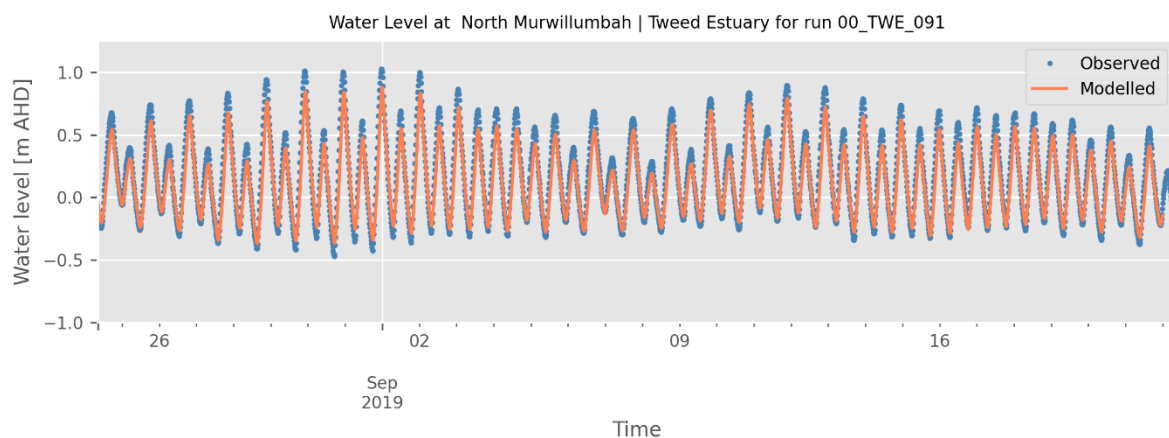 Water Level at  North Murwillumbah | Tweed Estuary for run 00_TWE_091
Observed
Modelled
Water level [m AHD]
1.0
0.5
0.0
−0.5
−1.0
26
02
09
16
Sep
2019
Time